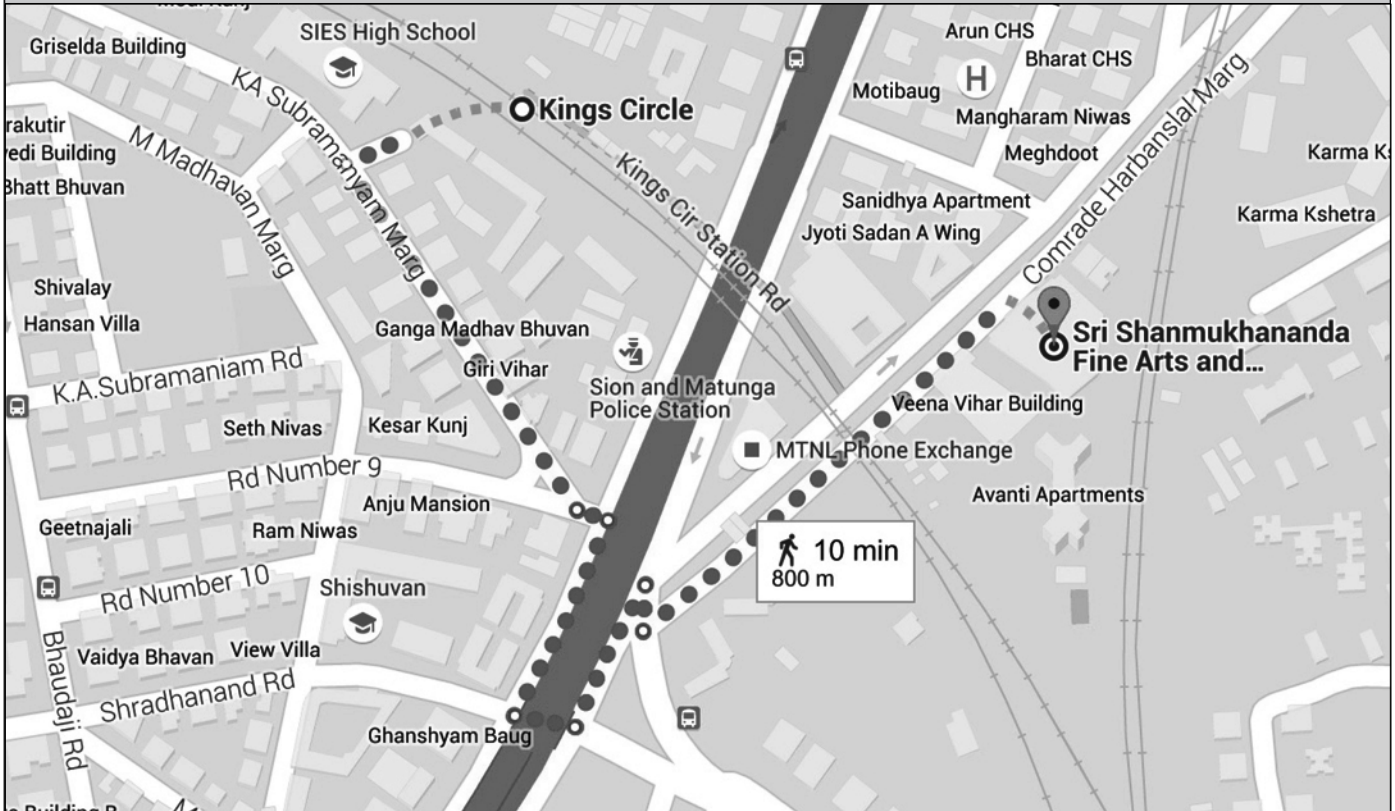 SIES High School
Arun CHS
Griselda Building
Bharat CHS
KA Subramanyam Marg
Motibaug
Kings Circle
Mangharam Niwas
rakutir
vedi Building
M Madhavan Marg
Meghdoot
Comrade Harbanslal Marg
Bhatt Bhuvan
Kings Cir Station Rd
Sanidhya Apartment
Karma Kshetra
Jyoti Sadan A Wing
Shivalay
Hansan Villa
Ganga Madhav Bhuvan
Sri Shanmukhananda
Fine Arts and...
K.A.Subramaniam Rd
Giri Vihar
Sion and Matunga
Police Station
Veena Vihar Building
Seth Nivas
Kesar Kunj
MTNL Phone Exchange
Rd Number 9
Anju Mansion
Avanti Apartments
Geetnajali
Ram Niwas
10 min
800 m
Rd Number 10
Shishuvan
Bhaudaji Rd
Vaidya Bhavan
View Villa
Shradhanand Rd
Ghanshyam Baug
H